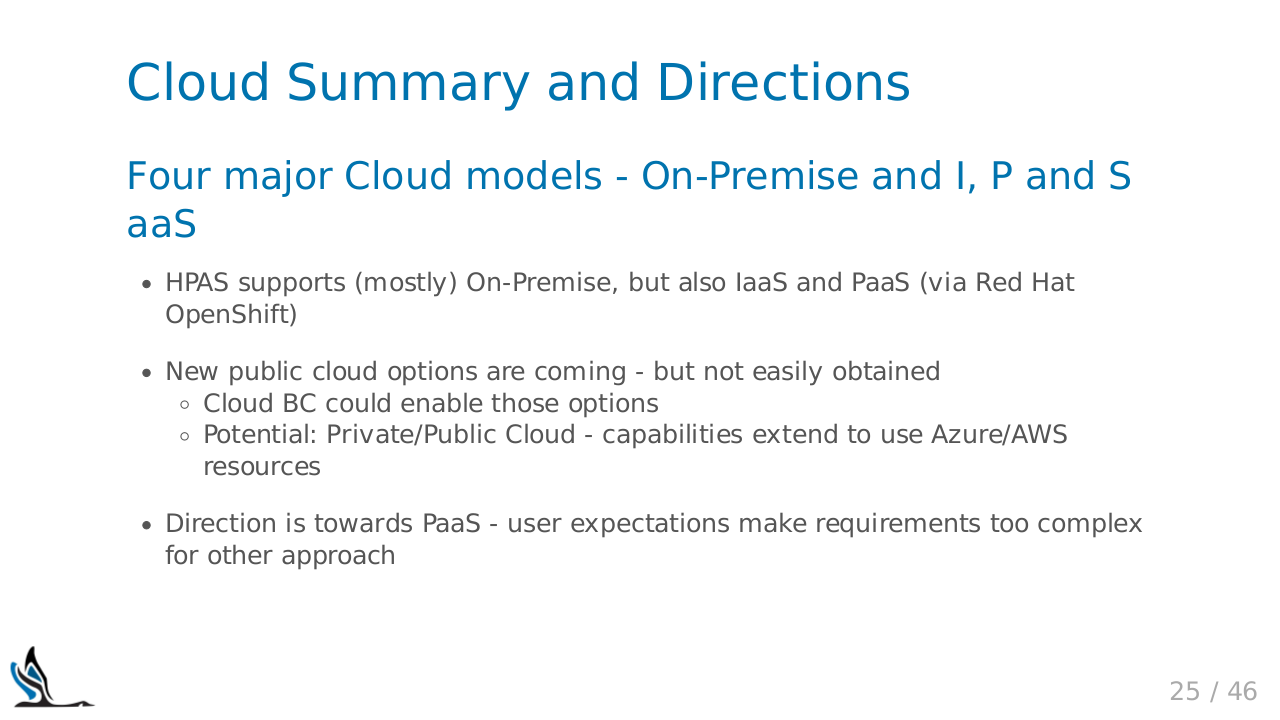 Cloud Summary and Directions
Four major Cloud models - On-Premise and I, P and S
aaS
• HPAS supports (mostly) On-Premise, but also IaaS and PaaS (via Red Hat
OpenShift)
• New public cloud options are coming - but not easily obtained
◦ Cloud BC could enable those options
◦ Potential: Private/Public Cloud - capabilities extend to use Azure/AWS
resources
• Direction is towards PaaS - user expectations make requirements too complex
for other approach
25 / 46